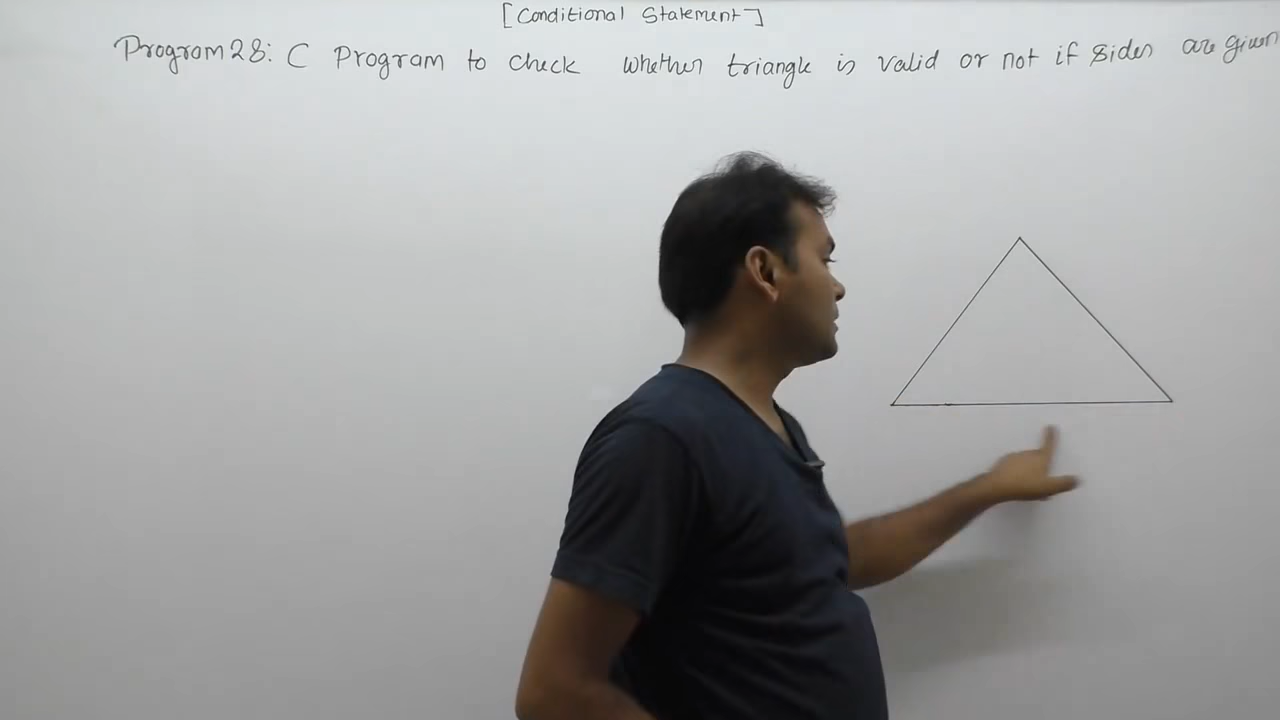 [Conditional Statement]
Program 28: C Program to check whether triangle is valid or not if sides are given